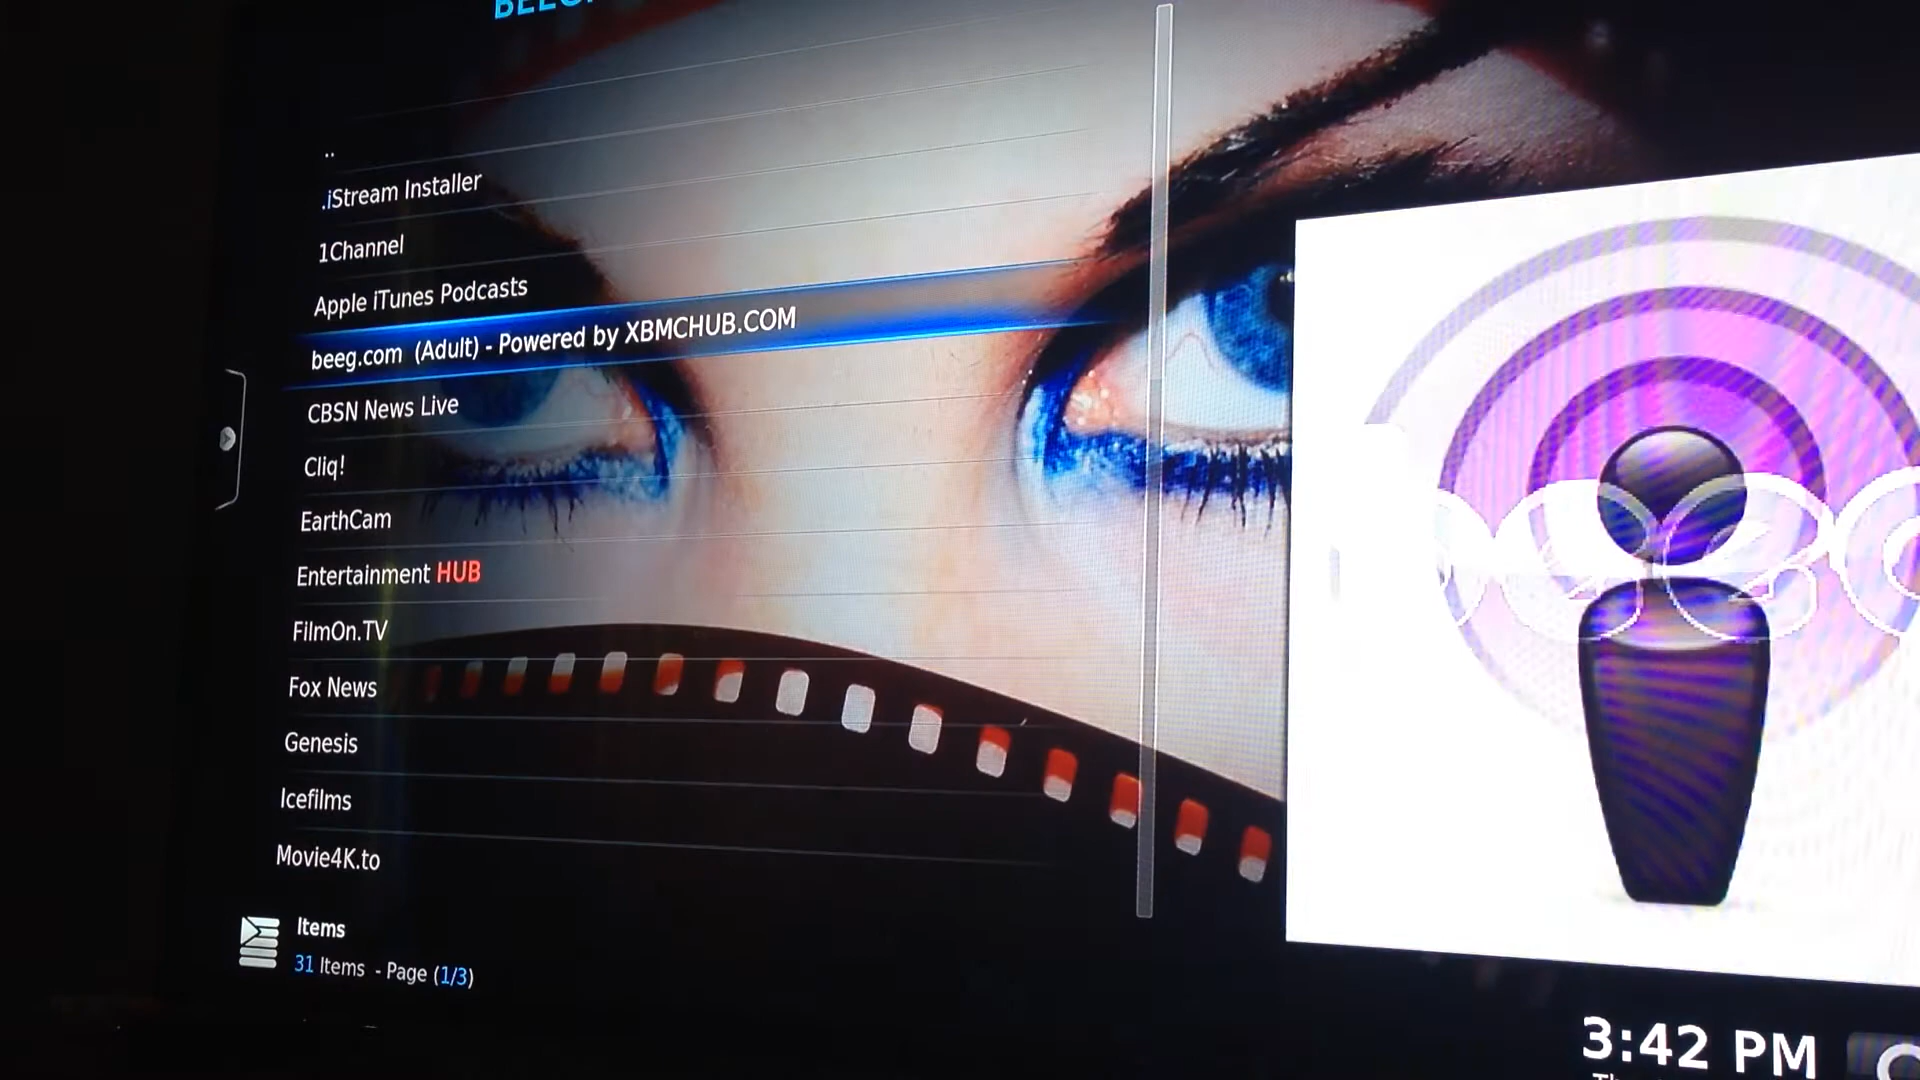 ..
.iStream Installer
1Channel
Apple iTunes Podcasts
beeg.com (Adult) - Powered by XBMCHUB.COM
CBSN News Live
Cliq!
EarthCam
Entertainment HUB
FilmOn.TV
Fox News
Genesis
Icefilms
Movie4K.to
Items
31 Items - Page (1/3)
3:42 PM